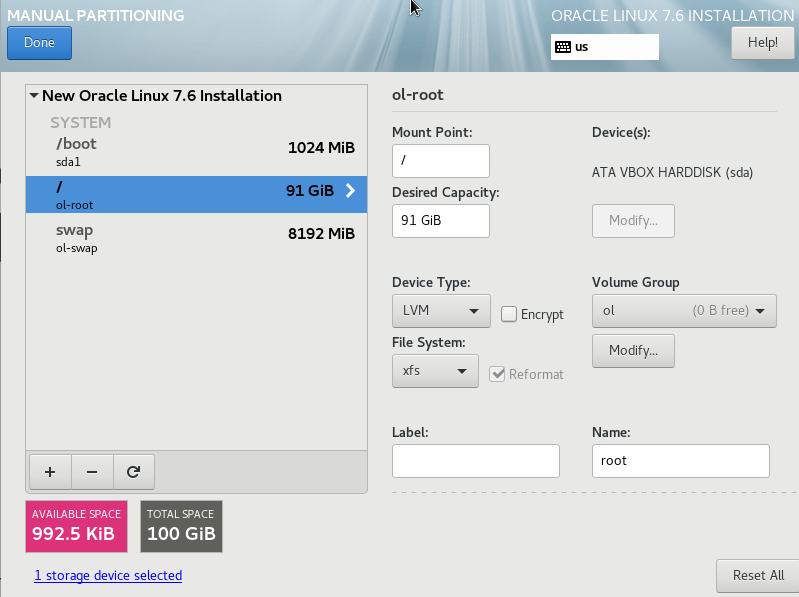 MANUAL PARTITIONING
ORACLE LINUX 7.6 INSTALLATION
Done
us
Help!
New Oracle Linux 7.6 Installation
SYSTEM
/boot
1024 MiB
sda1
/
91 GiB
ol-root
swap
8192 MiB
ol-swap
+
−
AVAILABLE SPACE
992.5 KiB
TOTAL SPACE
100 GiB
1 storage device selected
ol-root
Mount Point:
/
Device(s):
ATA VBOX HARDDISK (sda)
Desired Capacity:
91 GiB
Modify...
Device Type:
LVM
Encrypt
Volume Group
ol (0 B free)
File System:
xfs
Reformat
Modify...
Label:
Name:
root
Reset All